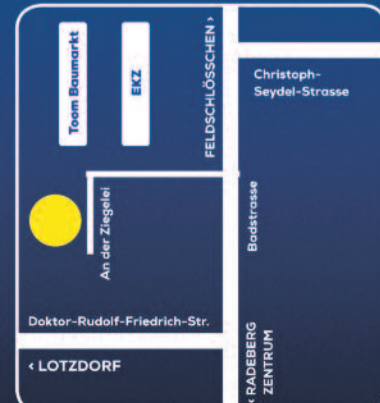 Toom Baumarkt
EKZ
FELDSCHLÖSSCHEN ›
Christoph-
Seydel-Strasse
An der Ziegelei
Badstrasse
Doktor-Rudolf-Friedrich-Str.
‹ LOTZDORF
‹ RADEBERG
ZENTRUM